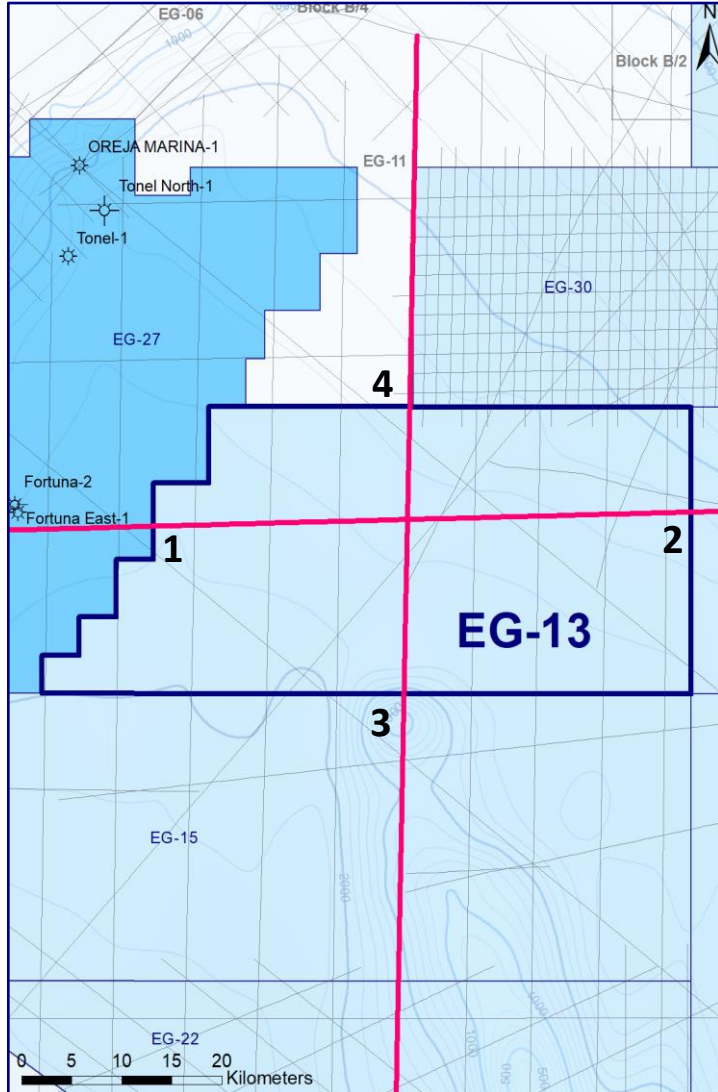 EG-06
Block B/4
N
1000
Block B/2
OREJA MARINA-1
EG-11
Tonel North-1
Tonel-1
EG-30
EG-27
4
Fortuna-2
Fortuna East-1
1
2
EG-13
3
EG-15
2000
1000
500
EG-22
0 5 10 15 20
Kilometers